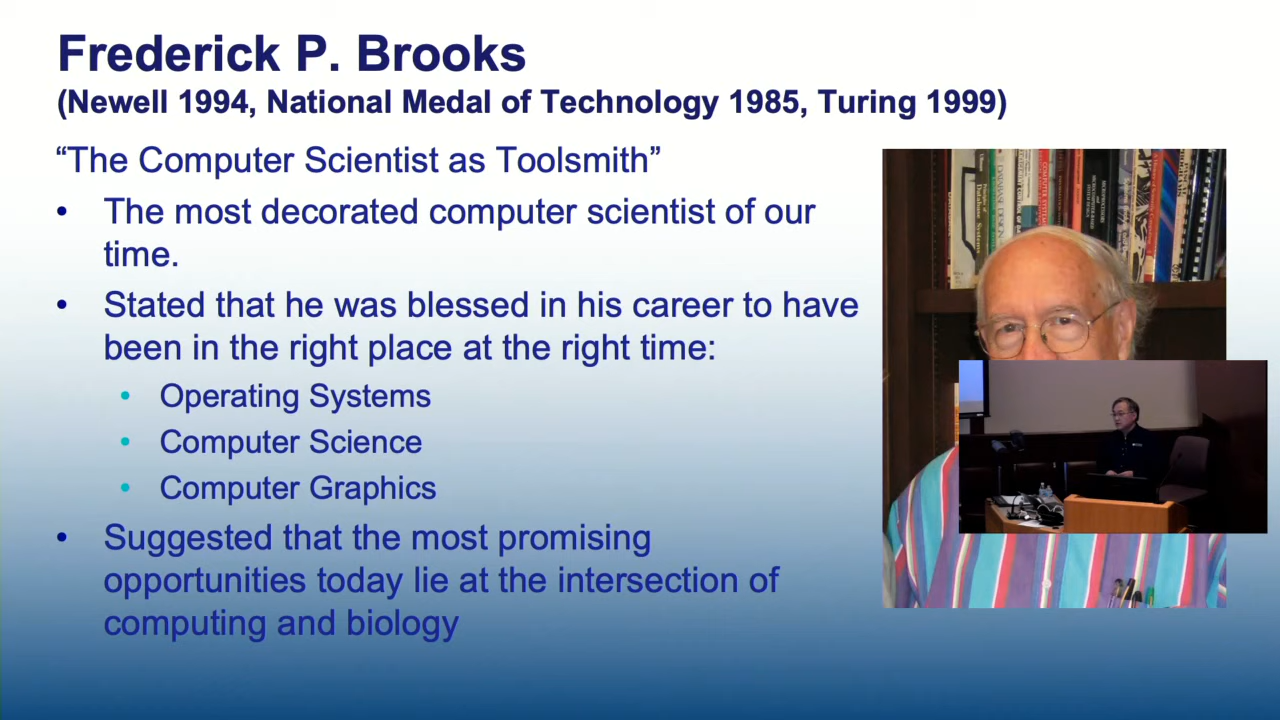 Frederick P. Brooks
(Newell 1994, National Medal of Technology 1985, Turing 1999)
“The Computer Scientist as Toolsmith”
• The most decorated computer scientist of our
time.
• Stated that he was blessed in his career to have
been in the right place at the right time:
• Operating Systems
• Computer Science
• Computer Graphics
• Suggested that the most promising
opportunities today lie at the intersection of
computing and biology
Database Systems